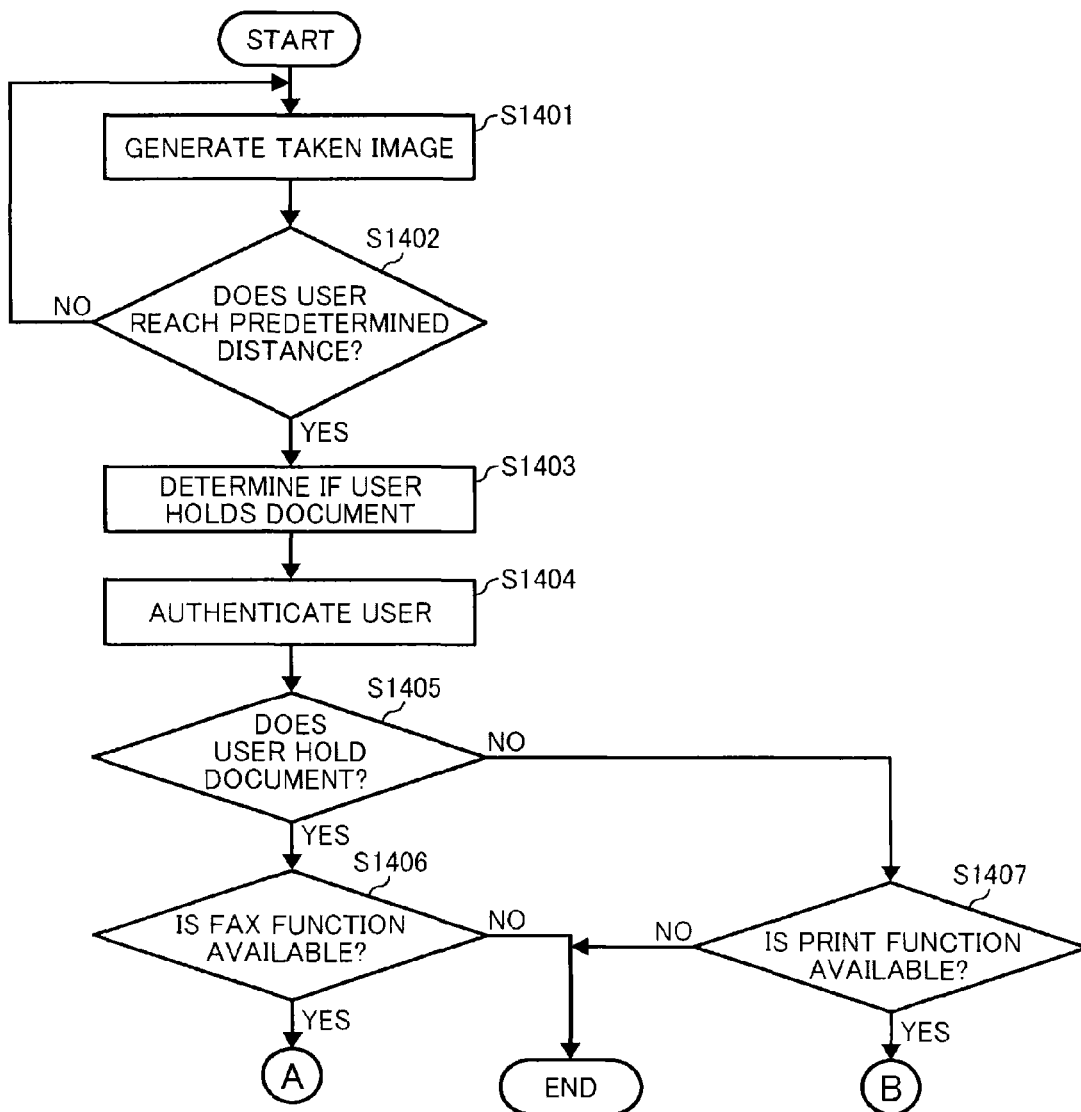 START
S1401
GENERATE TAKEN IMAGE
S1402
NO
DOES USER
REACH PREDETERMINED
DISTANCE?
YES
S1403
DETERMINE IF USER
HOLDS DOCUMENT
S1404
AUTHENTICATE USER
S1405
DOES
USER HOLD
DOCUMENT?
NO
YES
S1406
IS FAX FUNCTION
AVAILABLE?
NO
S1407
NO
IS PRINT FUNCTION
AVAILABLE?
YES
YES
A
END
B